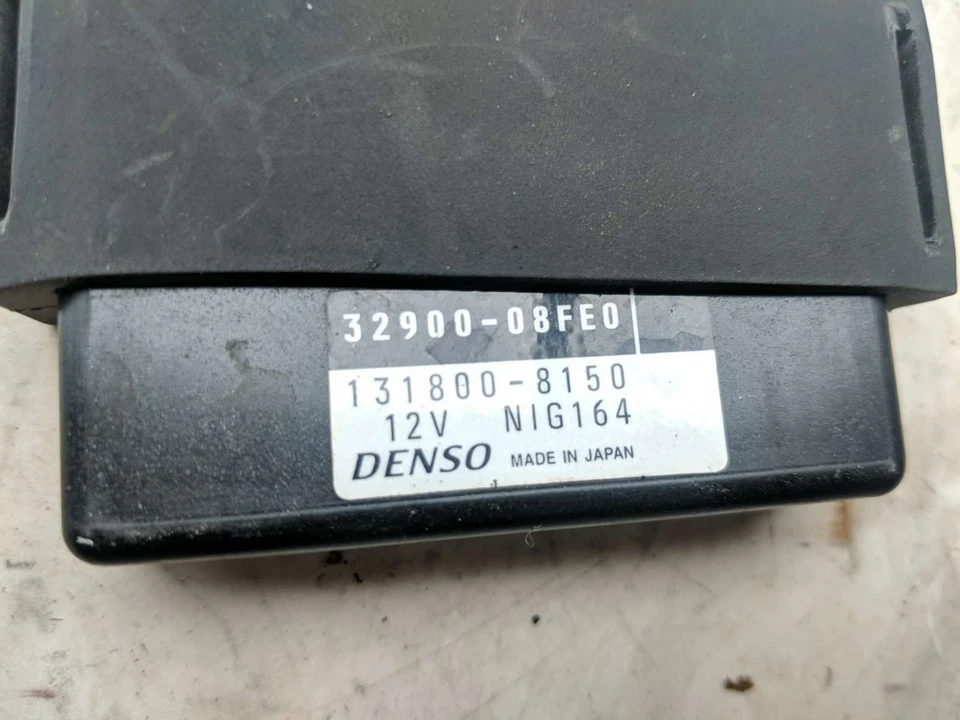 32900-08FE0
131800-8150
12V NIG164
DENSO MADE IN JAPAN